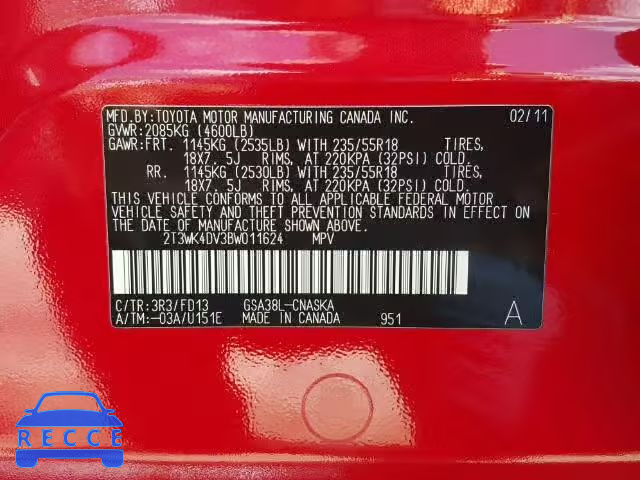 MFD.BY:TOYOTA MOTOR MANUFACTURING CANADA INC. 02/11
GVWR:2085KG (4600LB)
GAWR:FRT. 1145KG (2535LB) WITH 235/55R18 TIRES,
18X7. 5J RIMS, AT 220KPA (32PSI) COLD.
RR. 1145KG (2530LB) WITH 235/55R18 TIRES,
18X7. 5J RIMS, AT 220KPA (32PSI) COLD.
THIS VEHICLE CONFORMS TO ALL APPLICABLE FEDERAL MOTOR
VEHICLE SAFETY AND THEFT PREVENTION STANDARDS IN EFFECT ON
THE DATE OF MANUFACTURE SHOWN ABOVE.
2T3WK4DV3BW011624 MPV
C/TR:3R3/FD13 GSA38L-CNASKA
A/TM:-03A/U151E MADE IN CANADA 951 A
RECCE